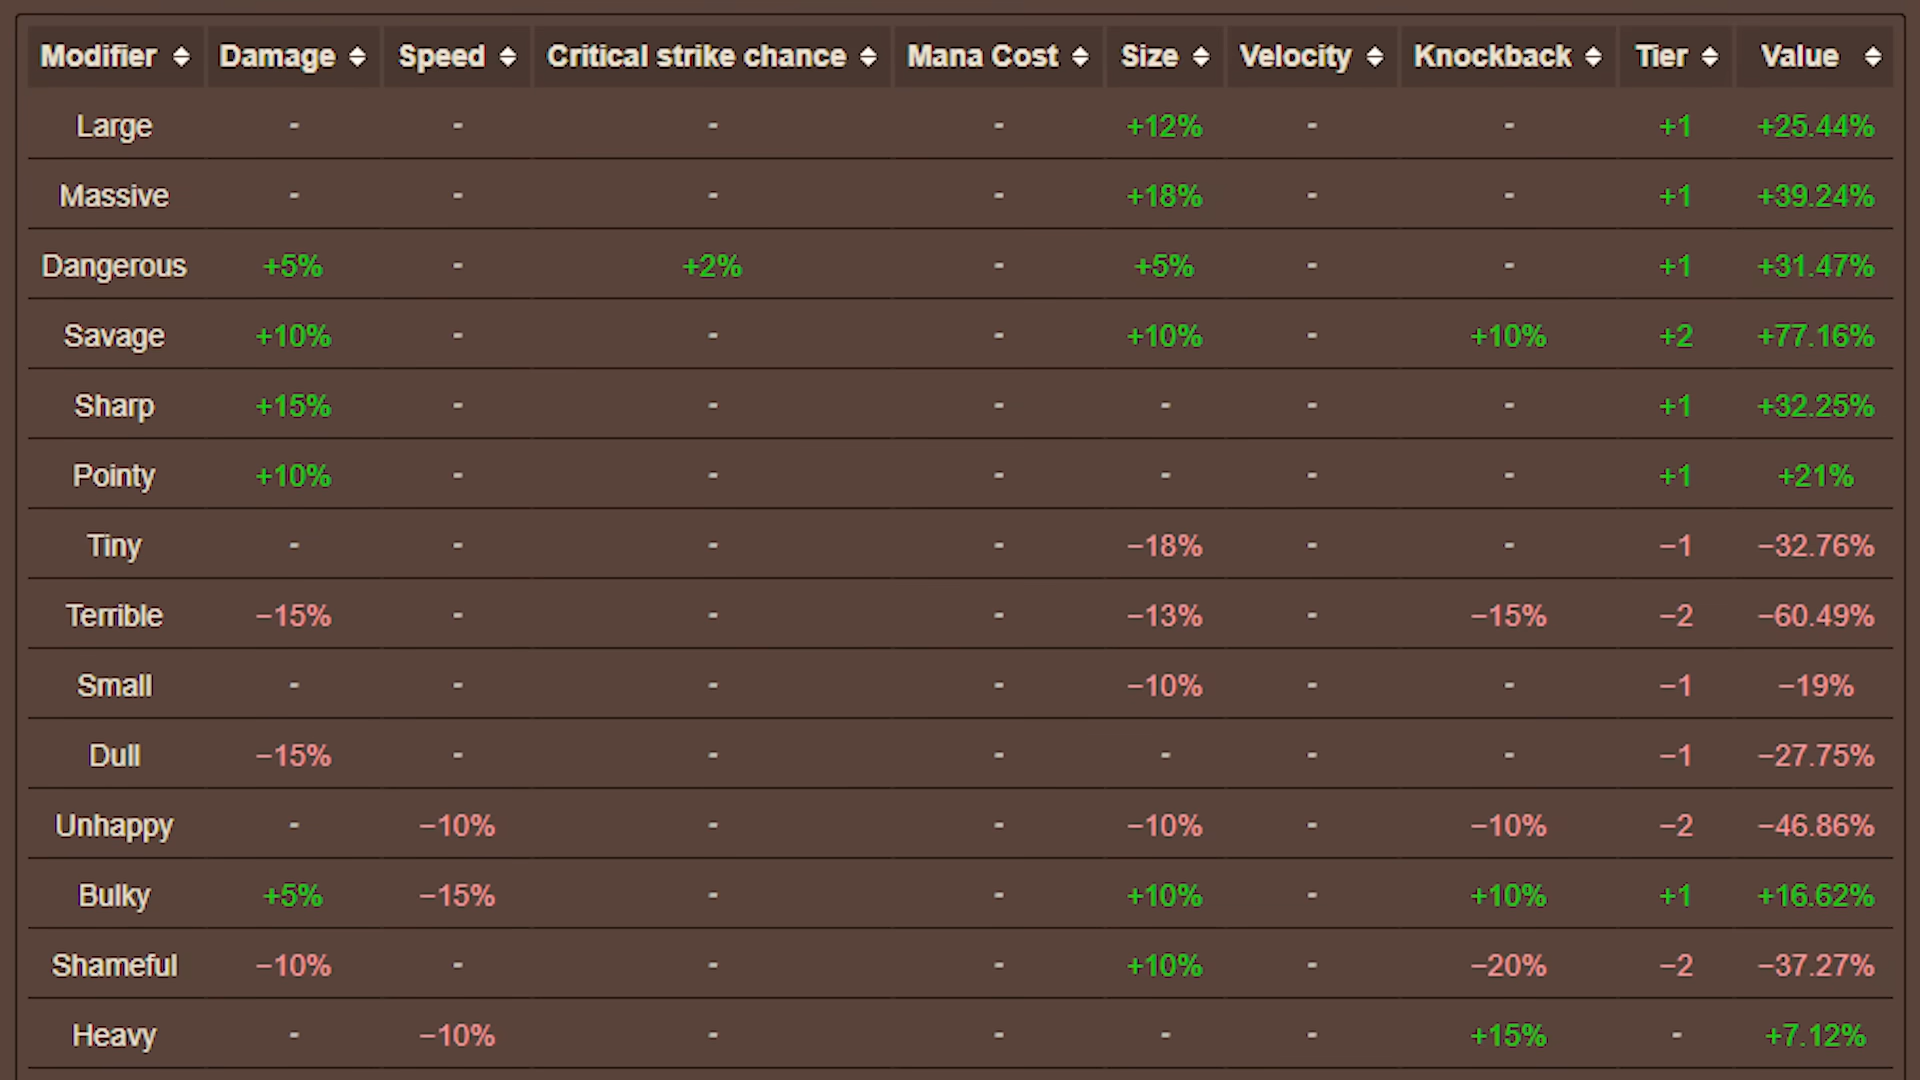 Modifier Damage Speed Critical strike chance Mana Cost Size Velocity Knockback Tier Value
Large - - - - +12% - - +1 +25.44%
Massive - - - - +18% - - +1 +39.24%
Dangerous +5% - +2% - +5% - - +1 +31.47%
Savage +10% - - - +10% - +10% +2 +77.16%
Sharp +15% - - - - - - +1 +32.25%
Pointy +10% - - - - - - +1 +21%
Tiny - - - - −18% - - −1 −32.76%
Terrible −15% - - - −13% - −15% −2 −60.49%
Small - - - - −10% - - −1 −19%
Dull −15% - - - - - - −1 −27.75%
Unhappy - −10% - - −10% - −10% −2 −46.86%
Bulky +5% −15% - - +10% - +10% +1 +16.62%
Shameful −10% - - - +10% - −20% −2 −37.27%
Heavy - −10% - - - - +15% - +7.12%